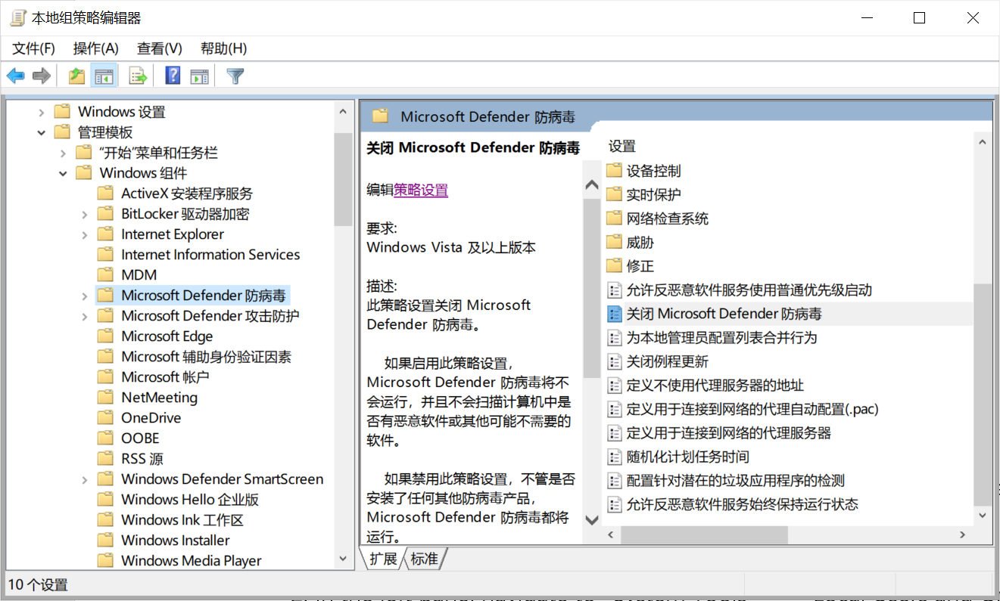 本地组策略编辑器
文件(F) 操作(A) 查看(V) 帮助(H)
Windows 设置
管理模板
“开始”菜单和任务栏
Windows 组件
ActiveX 安装程序服务
BitLocker 驱动器加密
Internet Explorer
Internet Information Services
MDM
Microsoft Defender 防病毒
Microsoft Defender 攻击防护
Microsoft Edge
Microsoft 辅助身份验证因素
Microsoft 帐户
NetMeeting
OneDrive
OOBE
RSS 源
Windows Defender SmartScreen
Windows Hello 企业版
Windows Ink 工作区
Windows Installer
Windows Media Player
Microsoft Defender 防病毒
关闭 Microsoft Defender 防病毒
编辑策略设置
要求:
Windows Vista 及以上版本
描述:
此策略设置关闭 Microsoft
Defender 防病毒。
如果启用此策略设置，
Microsoft Defender 防病毒将不
会运行，并且不会扫描计算机中是
否有恶意软件或其他可能不需要的
软件。
如果禁用此策略设置，不管是否
安装了任何其他防病毒产品，
Microsoft Defender 防病毒都将
运行。
设置
设备控制
实时保护
网络检查系统
威胁
修正
允许反恶意软件服务使用普通优先级启动
关闭 Microsoft Defender 防病毒
为本地管理员配置列表合并行为
关闭例程更新
定义不使用代理服务器的地址
定义用于连接到网络的代理自动配置(.pac)
定义用于连接到网络的代理服务器
随机化计划任务时间
配置针对潜在的垃圾应用程序的检测
允许反恶意软件服务始终保持运行状态
扩展 标准
10 个设置